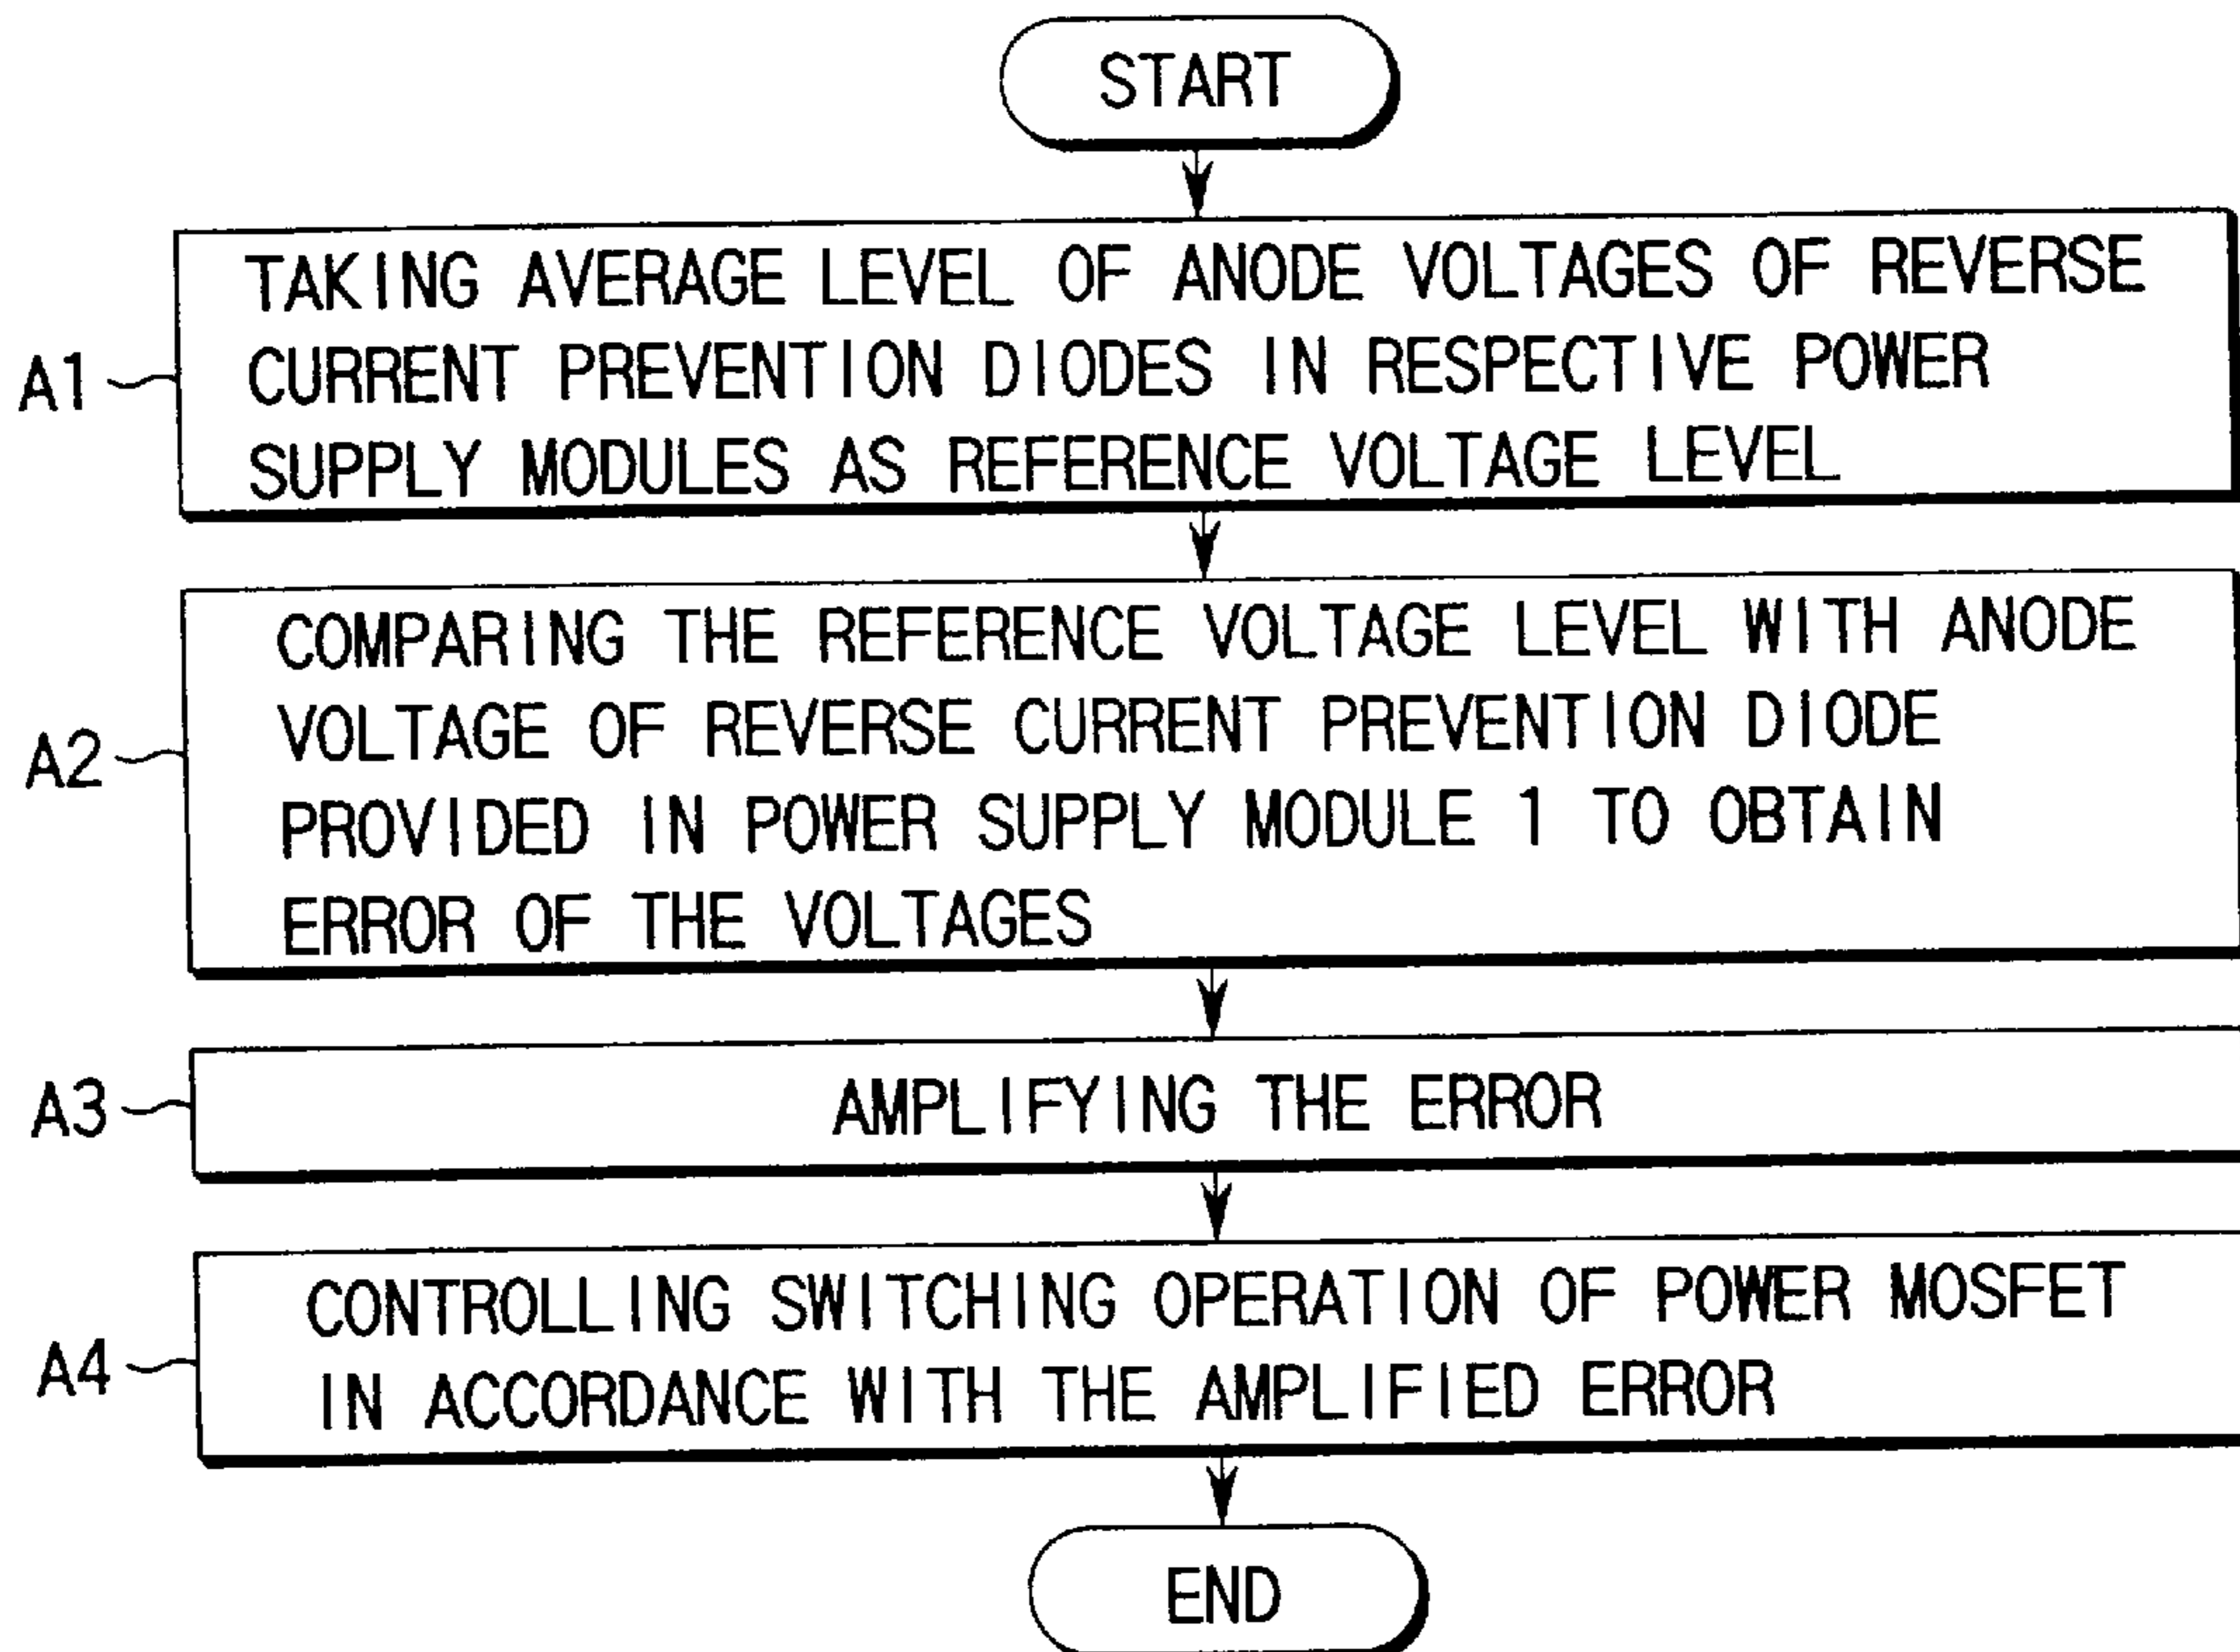 START
TAKING AVERAGE LEVEL OF ANODE VOLTAGES OF REVERSE
CURRENT PREVENTION DIODES IN RESPECTIVE POWER
A1
SUPPLY MODULES AS REFERENCE VOLTAGE LEVEL
COMPARING THE REFERENCE VOLTAGE LEVEL WITH ANODE
VOLTAGE OF REVERSE CURRENT PREVENTION DIODE
A2
PROVIDED IN POWER SUPPLY MODULE 1 TO OBTAIN
ERROR OF THE VOLTAGES
A3
AMPLIFYING THE ERROR
CONTROLLING SWITCHING OPERATION OF POWER MOSFET
A4
IN ACCORDANCE WITH THE AMPLIFIED ERROR
END